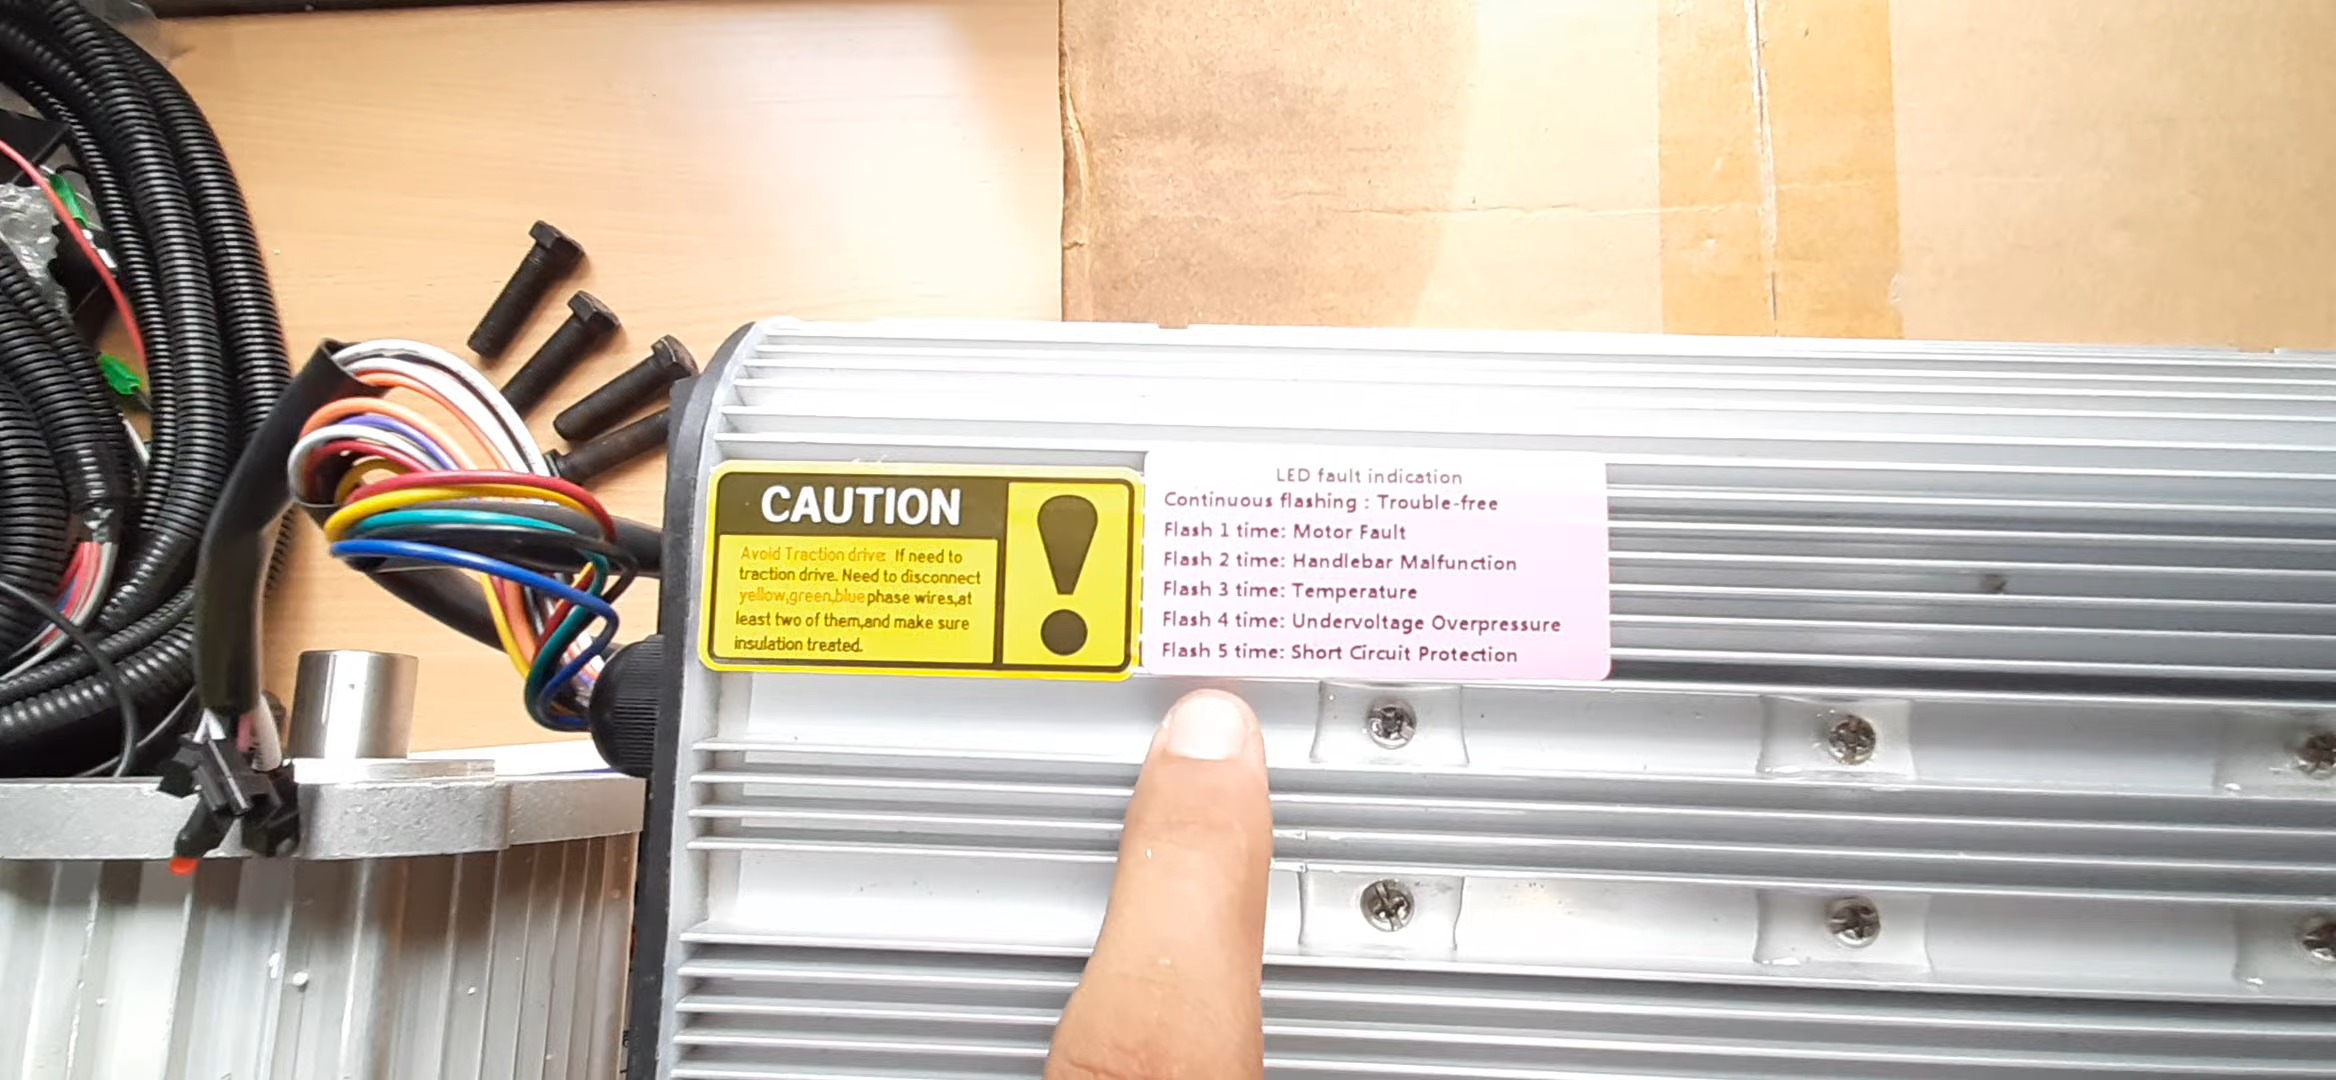 CAUTION
Avoid Traction drive: If need to
traction drive. Need to disconnect
yellow,green,blue phase wires,at
least two of them,and make sure
insulation treated.
LED fault indication
Continuous flashing : Trouble-free
Flash 1 time: Motor Fault
Flash 2 time: Handlebar Malfunction
Flash 3 time: Temperature
Flash 4 time: Undervoltage Overpressure
Flash 5 time: Short Circuit Protection